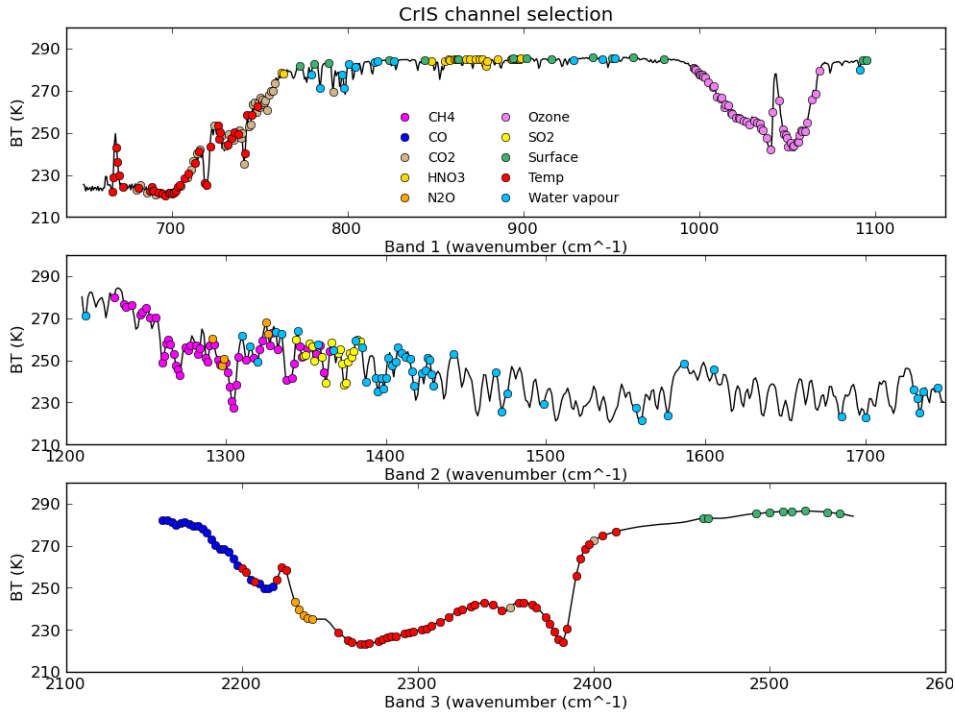 CrIS channel selection
BT (K)
290
270
250
230
210
CH4
CO
CO2
HNO3
N2O
Ozone
SO2
Surface
Temp
Water vapour
700 800 900 1000 1100
Band 1 (wavenumber (cm^-1)
BT (K)
290
270
250
230
210
1200 1300 1400 1500 1600 1700
Band 2 (wavenumber (cm^-1)
BT (K)
290
270
250
230
210
2100 2200 2300 2400 2500 2600
Band 3 (wavenumber (cm^-1)